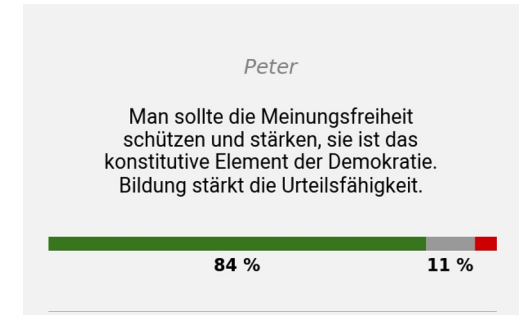 Peter
Man sollte die Meinungsfreiheit
schützen und stärken, sie ist das
konstitutive Element der Demokratie.
Bildung stärkt die Urteilsfähigkeit.
84 % 11 %